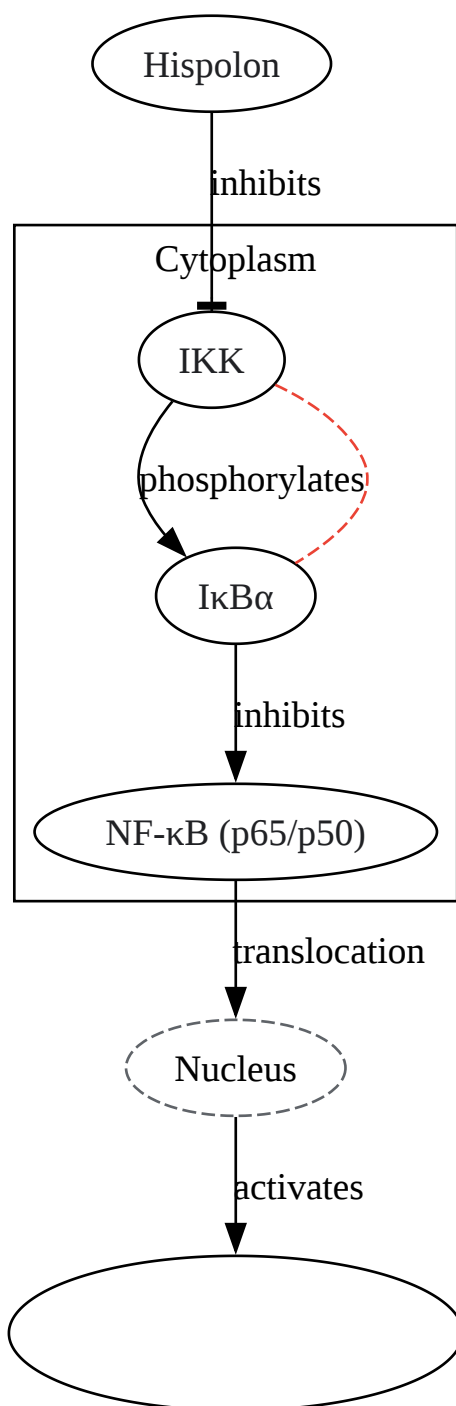 Hispolon
inhibits
Cytoplasm
IKK
phosphorylates
IκBα
inhibits
NF-κB (p65/p50)
translocation
Nucleus
activates